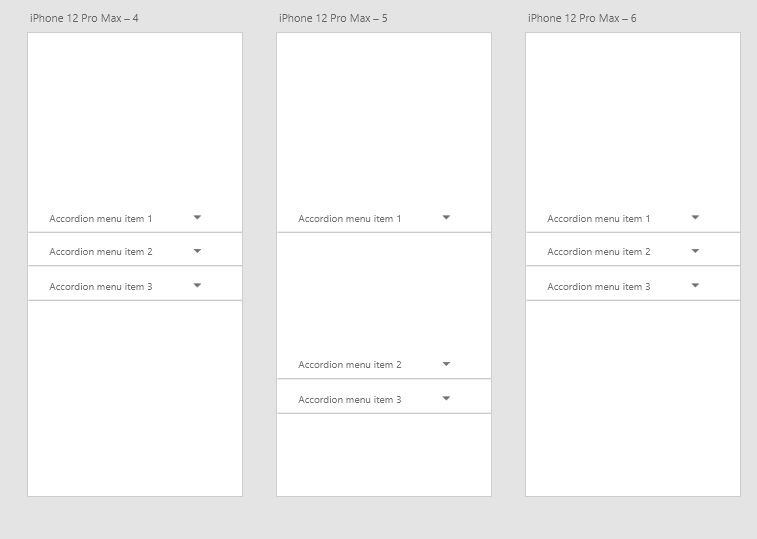 iPhone 12 Pro Max – 4
iPhone 12 Pro Max – 5
iPhone 12 Pro Max – 6
Accordion menu item 1
Accordion menu item 2
Accordion menu item 3
Accordion menu item 1
Accordion menu item 2
Accordion menu item 3
Accordion menu item 1
Accordion menu item 2
Accordion menu item 3